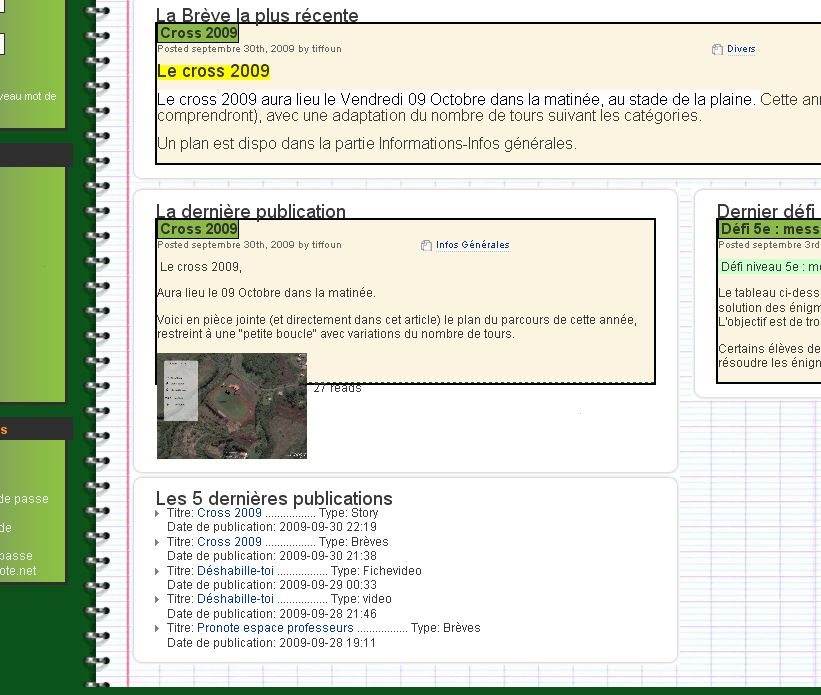 La Brève la plus récente
Cross 2009
Posted septembre 30th, 2009 by tiffoun
Divers
Le cross 2009
veau mot de
Le cross 2009 aura lieu le Vendredi 09 Octobre dans la matinée, au stade de la plaine. Cette
comprendront), avec une adaptation du nombre de tours suivant les catégories.
Un plan est dispo dans la partie Informations-Infos générales.
La dernière publication
Cross 2009
Posted septembre 30th, 2009 by tiffoun
Infos Générales
Le cross 2009,
Aura lieu le 09 Octobre dans la matinée.
Voici en pièce jointe (et directement dans cet article) le plan du parcours de cette année,
restreint à une "petite boucle" avec variations du nombre de tours.
27 reads
Dernier défi
Défi 5e : mess
Posted septembre 3rd
Défi niveau 5e : m
Le tableau ci-dess
solution des énigm
L'objectif est de tro
Certains élèves de
résoudre les énign
s
de passe
de
passe
ote.net
Les 5 dernières publications
Titre: Cross 2009 ................ Type: Story
Date de publication: 2009-09-30 22:19
Titre: Cross 2009 ................ Type: Brèves
Date de publication: 2009-09-30 21:38
Titre: Déshabille-toi ................ Type: Fichevideo
Date de publication: 2009-09-29 00:33
Titre: Déshabille-toi ................ Type: video
Date de publication: 2009-09-28 21:46
Titre: Pronote espace professeurs ................ Type: Brèves
Date de publication: 2009-09-28 19:11